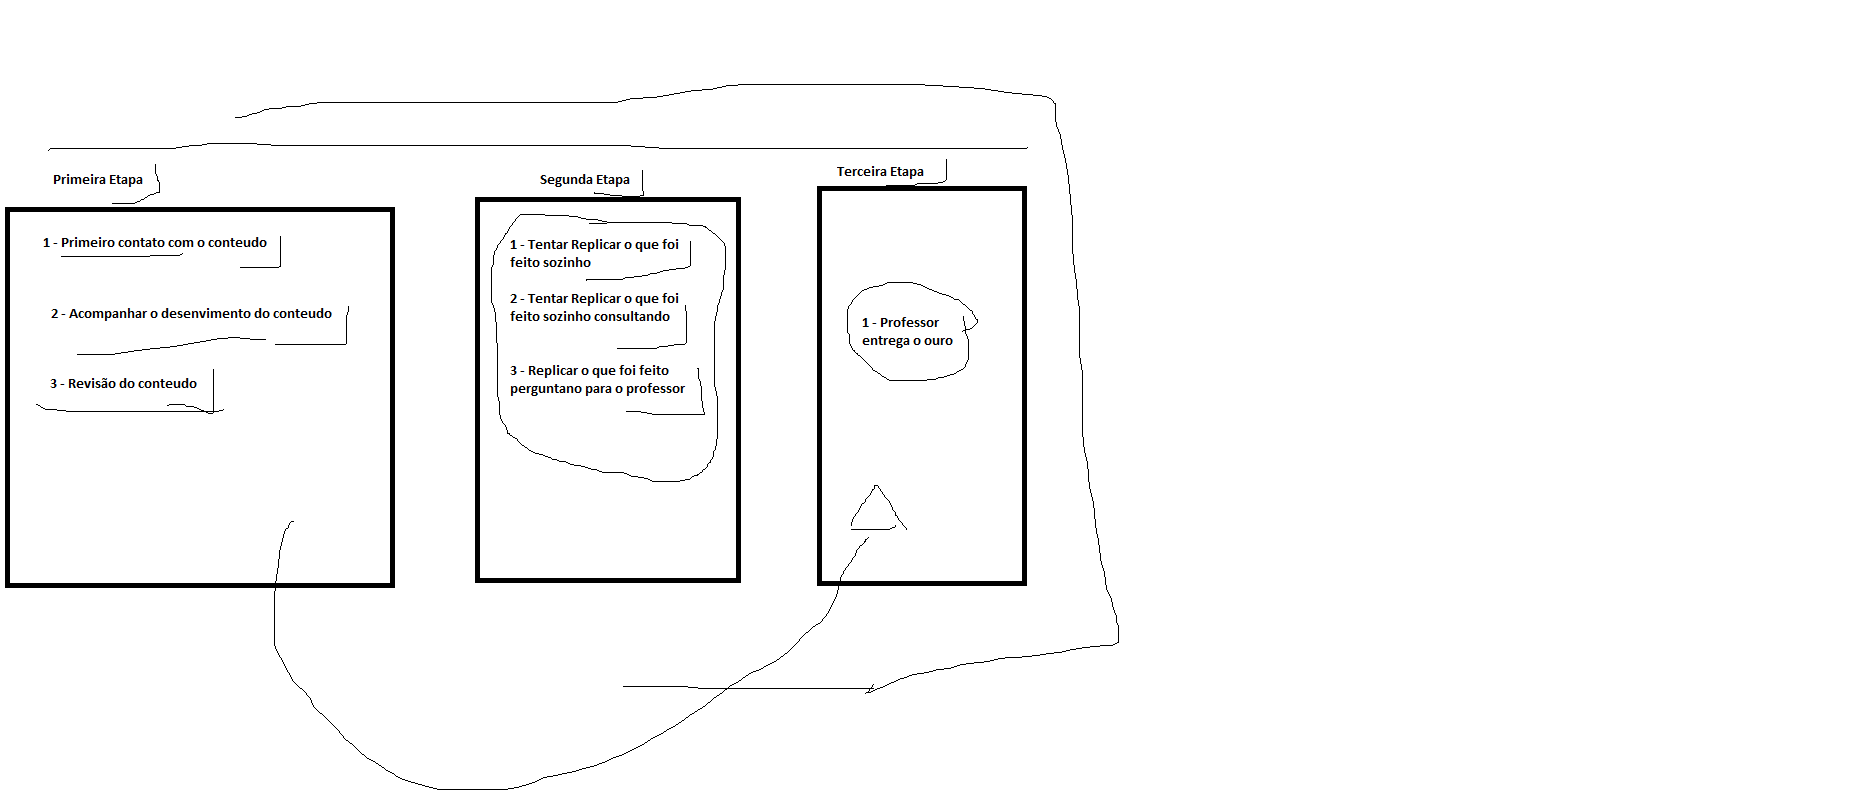 Primeira Etapa
1 - Primeiro contato com o conteudo
2 - Acompanhar o desenvimento do conteudo
3 - Revisão do conteudo
Segunda Etapa
1 - Tentar Replicar o que foi
feito sozinho
2 - Tentar Replicar o que foi
feito sozinho consultando
3 - Replicar o que foi feito
perguntano para o professor
Terceira Etapa
1 - Professor
entrega o ouro